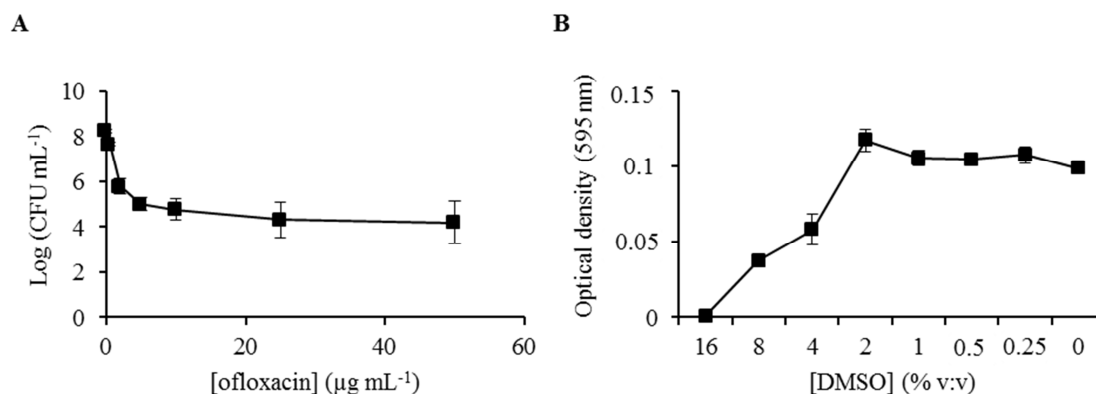 A
Log (CFU mL⁻¹)
10
8
6
4
2
0
0 20 40 60
[ofloxacin] (µg mL⁻¹)
B
Optical density (595 nm)
0.15
0.1
0.05
0
16 8 4 2 1 0.5 0.25 0
[DMSO] (% v:v)